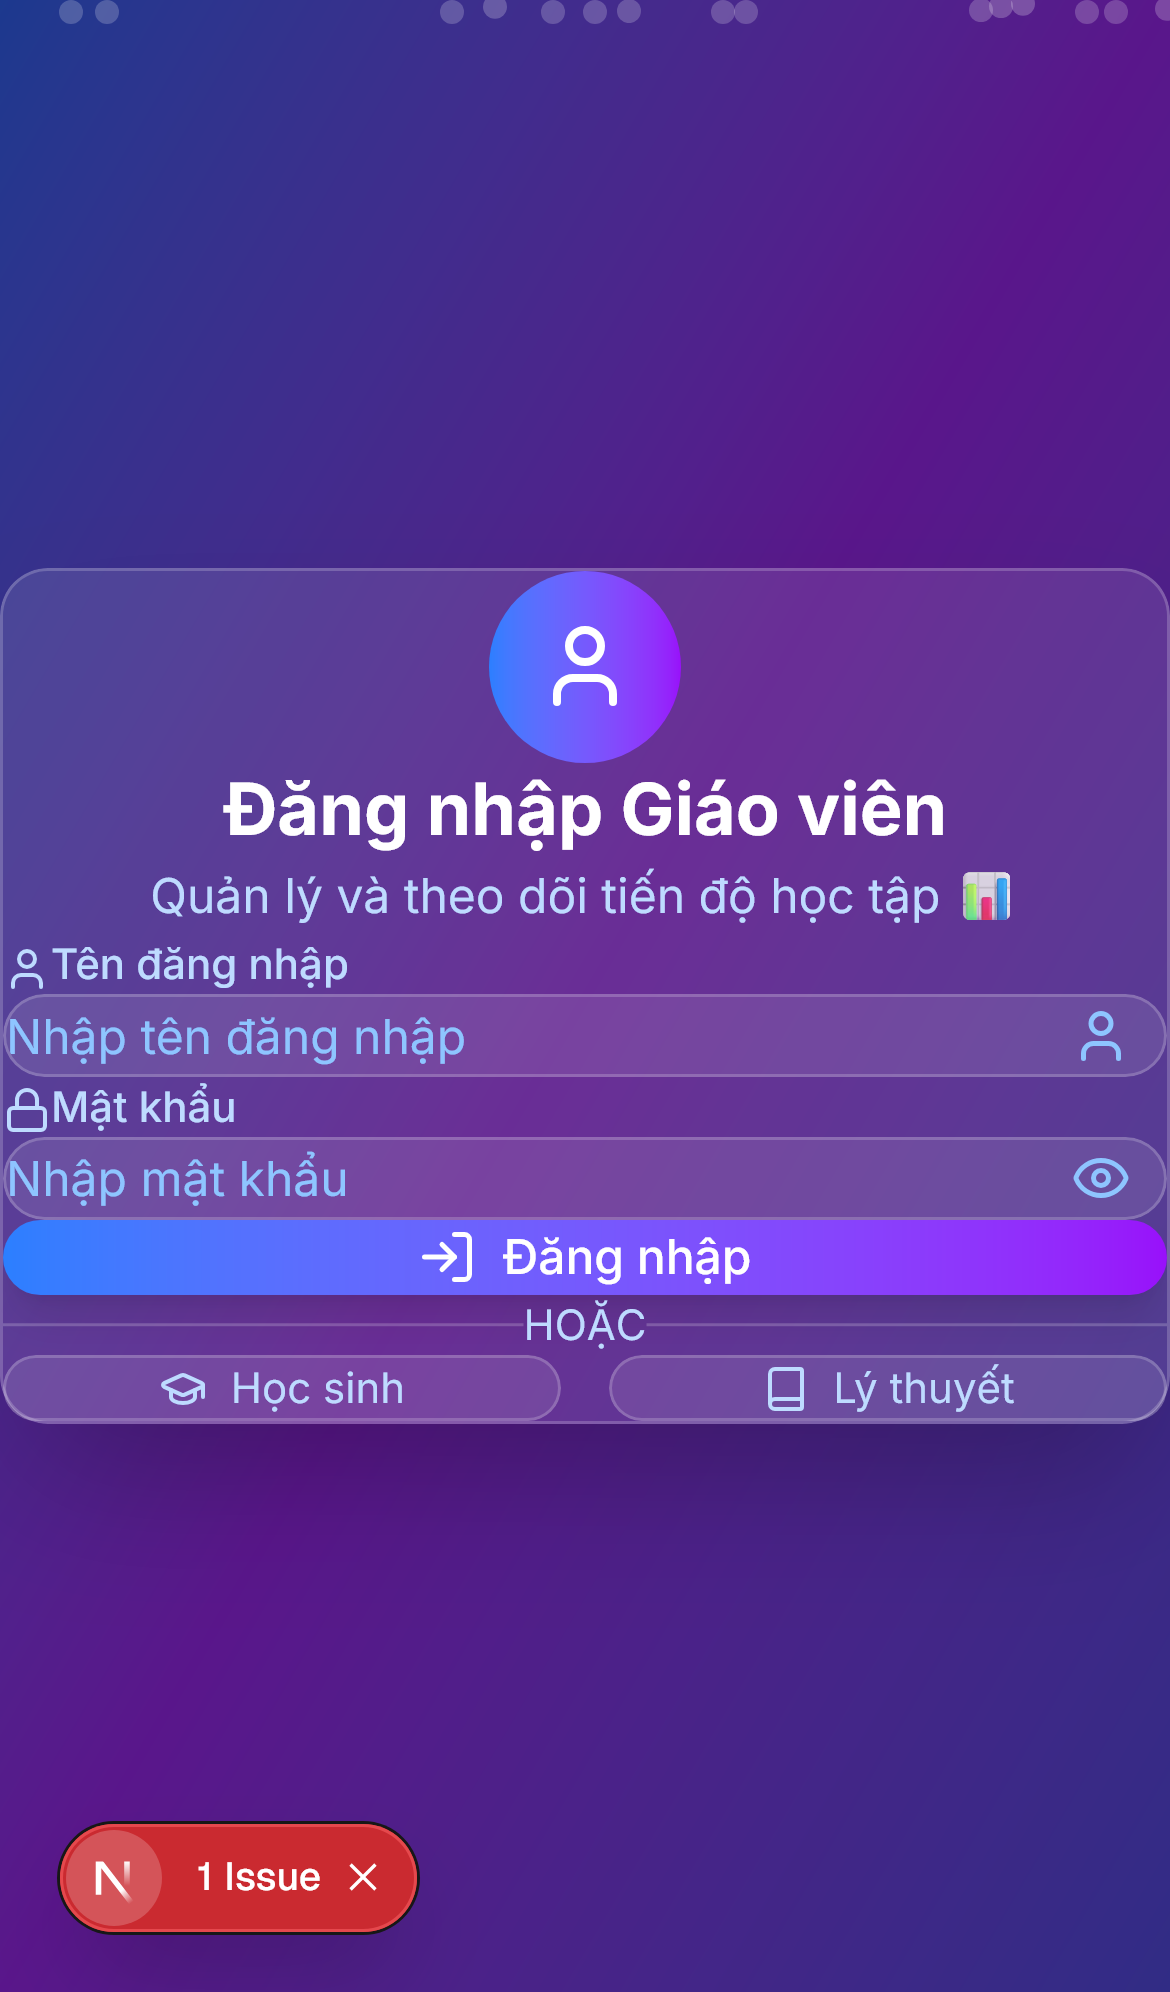 Đăng nhập Giáo viên
Quản lý và theo dõi tiến độ học tập 📊
Tên đăng nhập
Nhập tên đăng nhập
Mật khẩu
Nhập mật khẩu
Đăng nhập
HOẶC
Học sinh
Lý thuyết
N 1 Issue